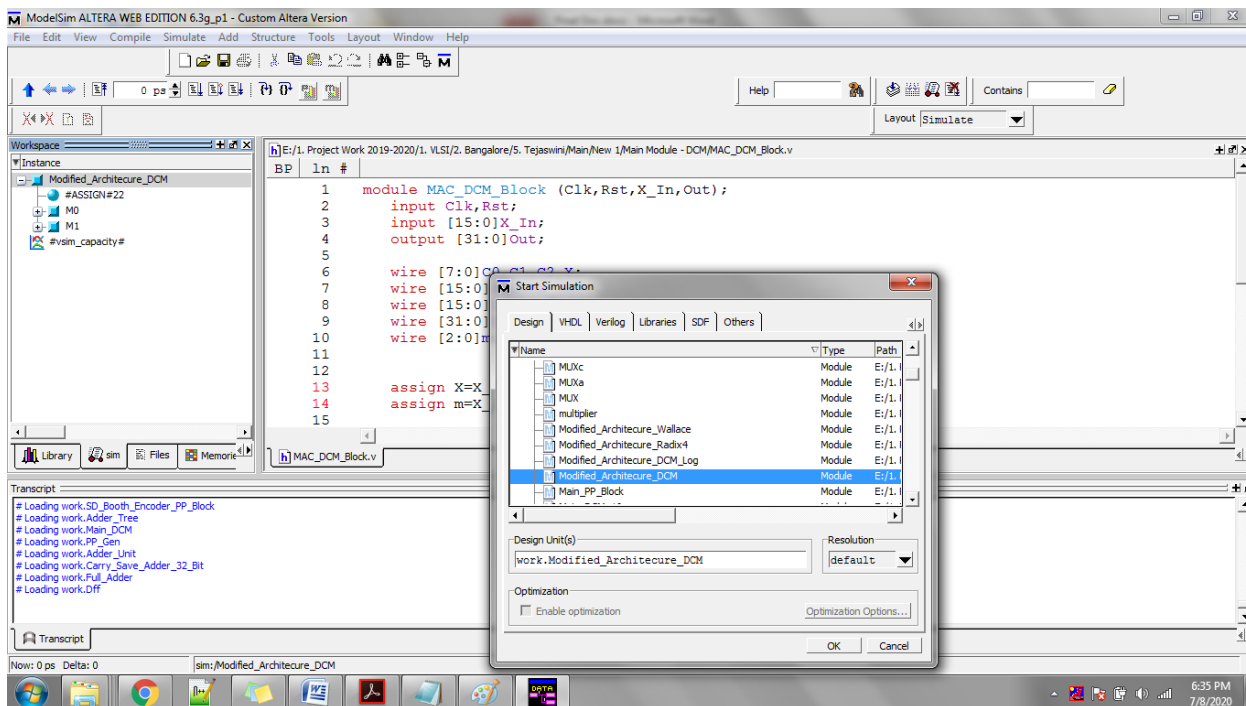 ModelSim ALTERA WEB EDITION 6.3g_p1 - Custom Altera Version
File Edit View Compile Simulate Add Structure Tools Layout Window Help
0 ps
Help
Contains
Layout Simulate
Workspace
Instance
Modified_Architecure_DCM
#ASSIGN#22
M0
M1
#vsim_capacity#
Library
sim
Files
Memorie
E:/1. Project Work 2019-2020/1. VLSI/2. Bangalore/5. Tejaswini/Main/New 1/Main Module - DCM/MAC_DCM_Block.v
BP ln #
1 module MAC_DCM_Block (Clk,Rst,X_In,Out);
2 input Clk,Rst;
3 input [15:0]X_In;
4 output [31:0]Out;
5
6 wire [7:0]C0,C1,C2,X;
7 wire [15:0]
8 wire [15:0]
9 wire [31:0]
10 wire [2:0]m
11
12
13 assign X=X_
14 assign m=X_
15
MAC_DCM_Block.v
Start Simulation
Design VHDL Verilog Libraries SDF Others
Name Type Path
MUXc Module E:/1.
MUXa Module E:/1.
MUX Module E:/1.
multiplier Module E:/1.
Modified_Architecure_Wallace Module E:/1.
Modified_Architecure_Radix4 Module E:/1.
Modified_Architecure_DCM_Log Module E:/1.
Modified_Architecure_DCM Module E:/1.
Main_PP_Block Module E:/1.
Design Unit(s)
work.Modified_Architecure_DCM
Resolution
default
Optimization
Enable optimization
Optimization Options...
OK Cancel
Transcript
# Loading work.SD_Booth_Encoder_PP_Block
# Loading work.Adder_Tree
# Loading work.Main_DCM
# Loading work.PP_Gen
# Loading work.Adder_Unit
# Loading work.Carry_Save_Adder_32_Bit
# Loading work.Full_Adder
# Loading work.Dff
Transcript
Now: 0 ps Delta: 0
sim:/Modified_Architecure_DCM
DATA
6:35 PM
7/8/2020